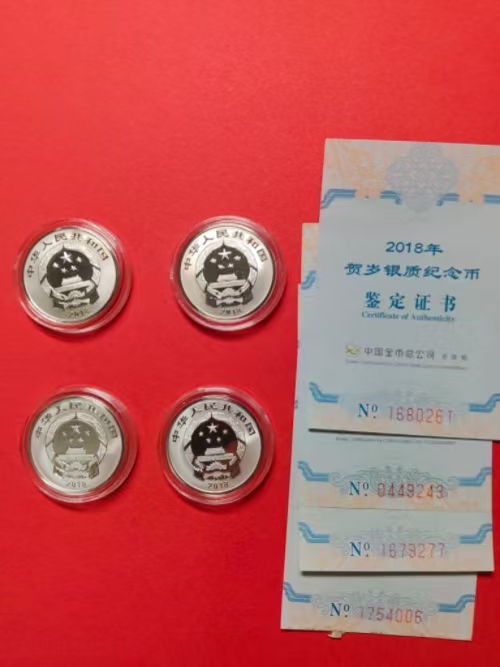 中华人民共和国
2018
中华人民共和国
2018
中华人民共和国
2018
中华人民共和国
2018
2018年
贺岁银质纪念币
鉴定证书
Certificate of Authenticity
中国金币总公司
No 1680261
No 0449249
No 1679277
No 1754006